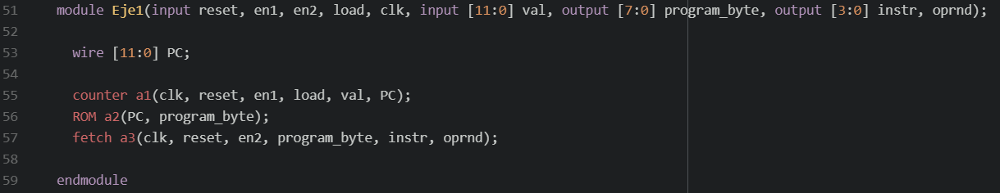 51 module Eje1(input reset, en1, en2, load, clk, input [11:0] val, output [7:0] program_byte, output [3:0] instr, oprnd);
52
53 wire [11:0] PC;
54
55 counter a1(clk, reset, en1, load, val, PC);
56 ROM a2(PC, program_byte);
57 fetch a3(clk, reset, en2, program_byte, instr, oprnd);
58
59 endmodule